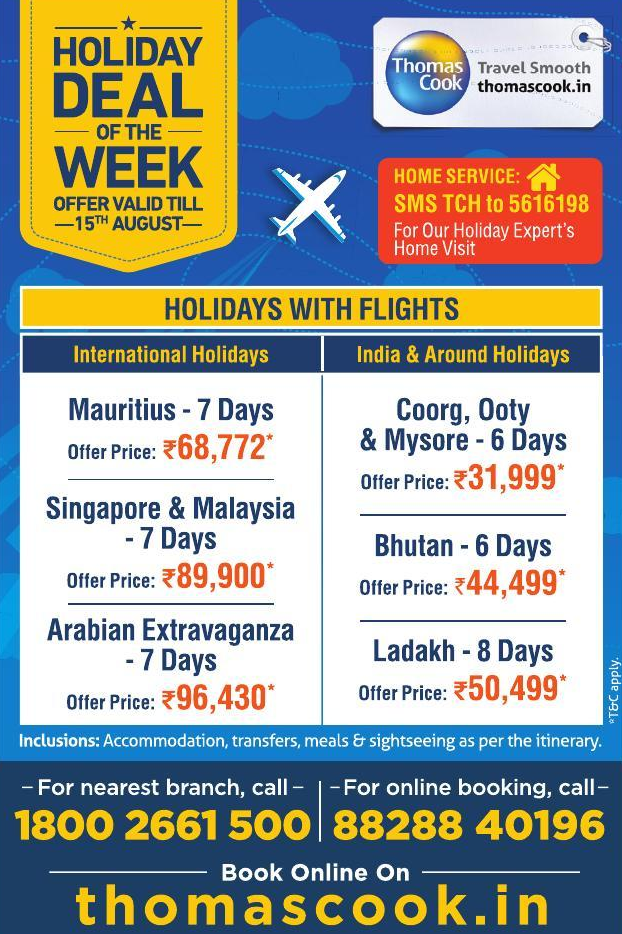 HOLIDAY
DEAL
OF THE
WEEK
OFFER VALID TILL
15TH AUGUST
Thomas
Cook
Travel Smooth
thomascook.in
HOME SERVICE:
SMS TCH to 5616198
For Our Holiday Expert's
Home Visit
HOLIDAYS WITH FLIGHTS
International Holidays
Mauritius - 7 Days
Offer Price: ₹68,772*
Singapore & Malaysia
- 7 Days
Offer Price: ₹89,900*
Arabian Extravaganza
- 7 Days
Offer Price: ₹96,430*
India & Around Holidays
Coorg, Ooty
& Mysore - 6 Days
Offer Price: ₹31,999*
Bhutan - 6 Days
Offer Price: ₹44,499*
Ladakh - 8 Days
Offer Price: ₹50,499*
*T&C apply.
Inclusions: Accommodation, transfers, meals & sightseeing as per the itinerary.
– For nearest branch, call –
1800 2661 500
– For online booking, call –
88288 40196
Book Online On
thomascook.in